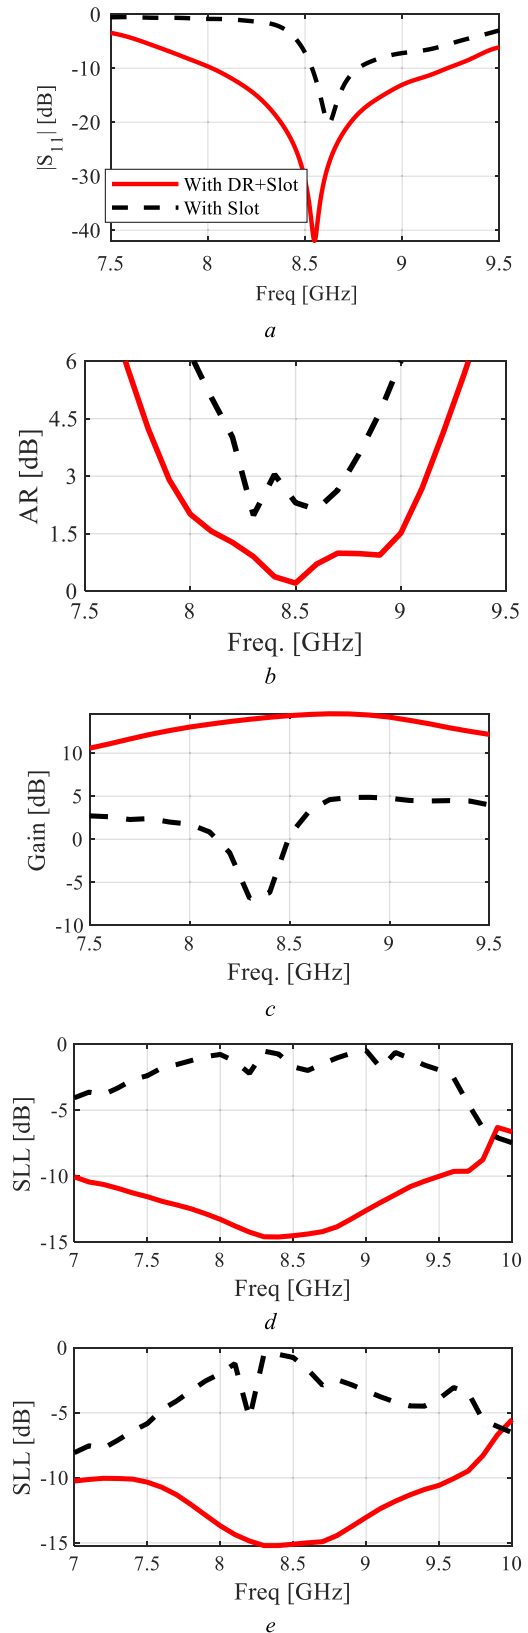 0
-10
-20
-30
-40
|S11| [dB]
With DR+Slot
With Slot
7.5 8 8.5 9 9.5
Freq [GHz]
a
6
4.5
3
1.5
0
AR [dB]
7.5 8 8.5 9 9.5
Freq. [GHz]
b
10
5
0
-5
-10
Gain [dB]
7.5 8 8.5 9 9.5
Freq. [GHz]
c
0
-5
-10
-15
SLL [dB]
7 7.5 8 8.5 9 9.5 10
Freq [GHz]
d
0
-5
-10
-15
SLL [dB]
7 7.5 8 8.5 9 9.5 10
Freq [GHz]
e